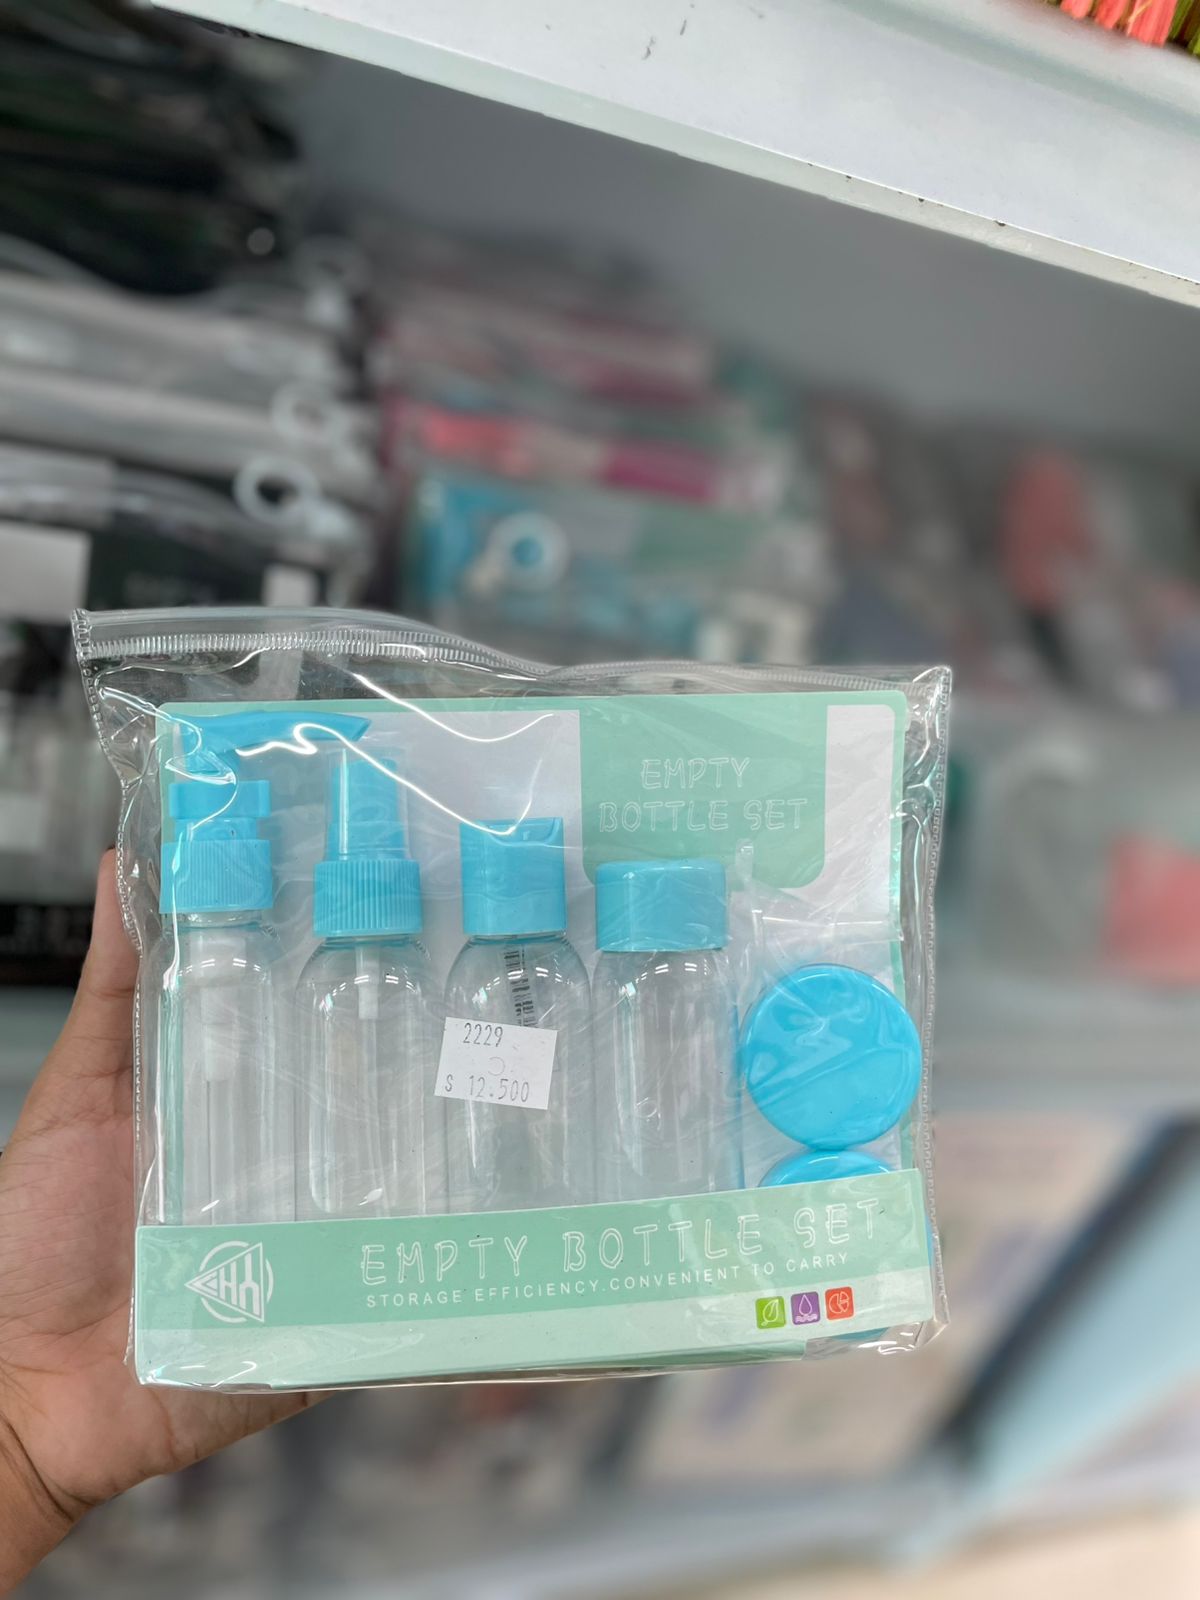 EMPTY
BOTTLE SET
2229
$ 12.500
EMPTY BOTTLE SET
STORAGE EFFICIENCY.CONVENIENT TO CARRY